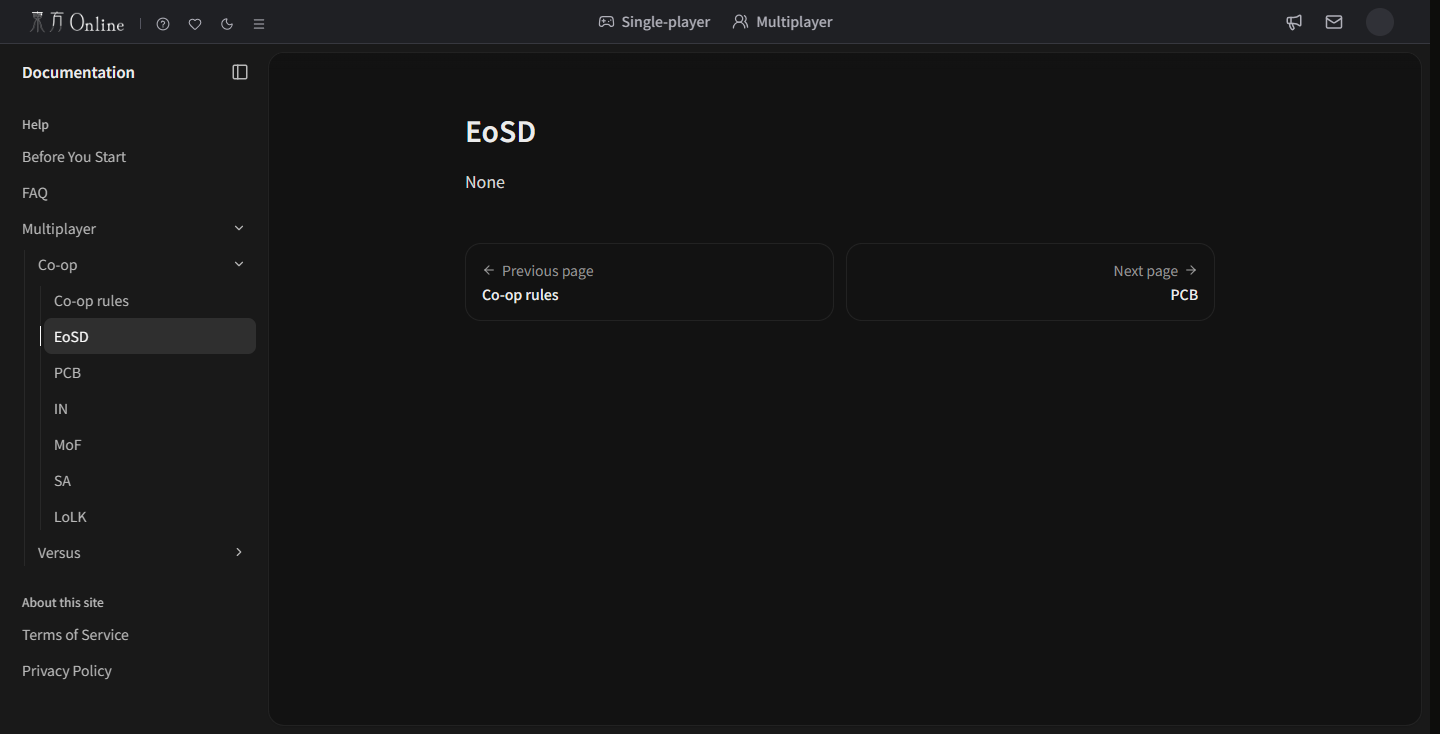 東方 Online
Single-player
Multiplayer
Documentation
Help
Before You Start
FAQ
Multiplayer
Co-op
Co-op rules
EoSD
PCB
IN
MoF
SA
LoLK
Versus
About this site
Terms of Service
Privacy Policy
EoSD
None
Previous page
Co-op rules
Next page
PCB